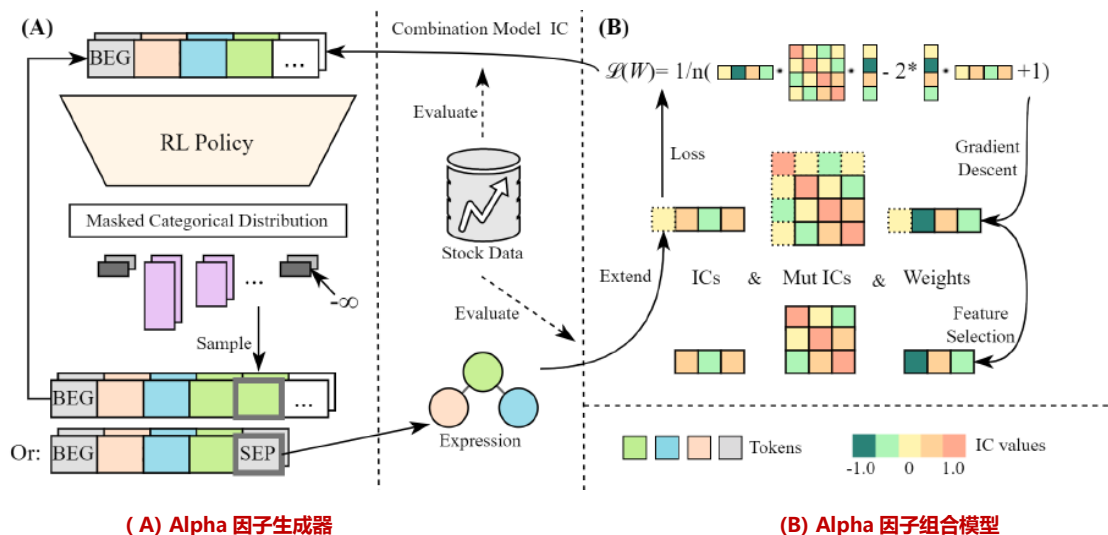 (A)
BEG
...
RL Policy
Masked Categorical Distribution
...
-∞
Sample
BEG
...
Or:
BEG
SEP
Combination Model IC
Evaluate
Stock Data
Evaluate
Expression
(B)
ℒ(W)= 1/n( * * - 2* * +1)
Loss
Gradient
Descent
Extend
ICs & Mut ICs & Weights
Feature
Selection
Tokens
IC values
-1.0 0 1.0
( A) Alpha 因子生成器
(B) Alpha 因子组合模型